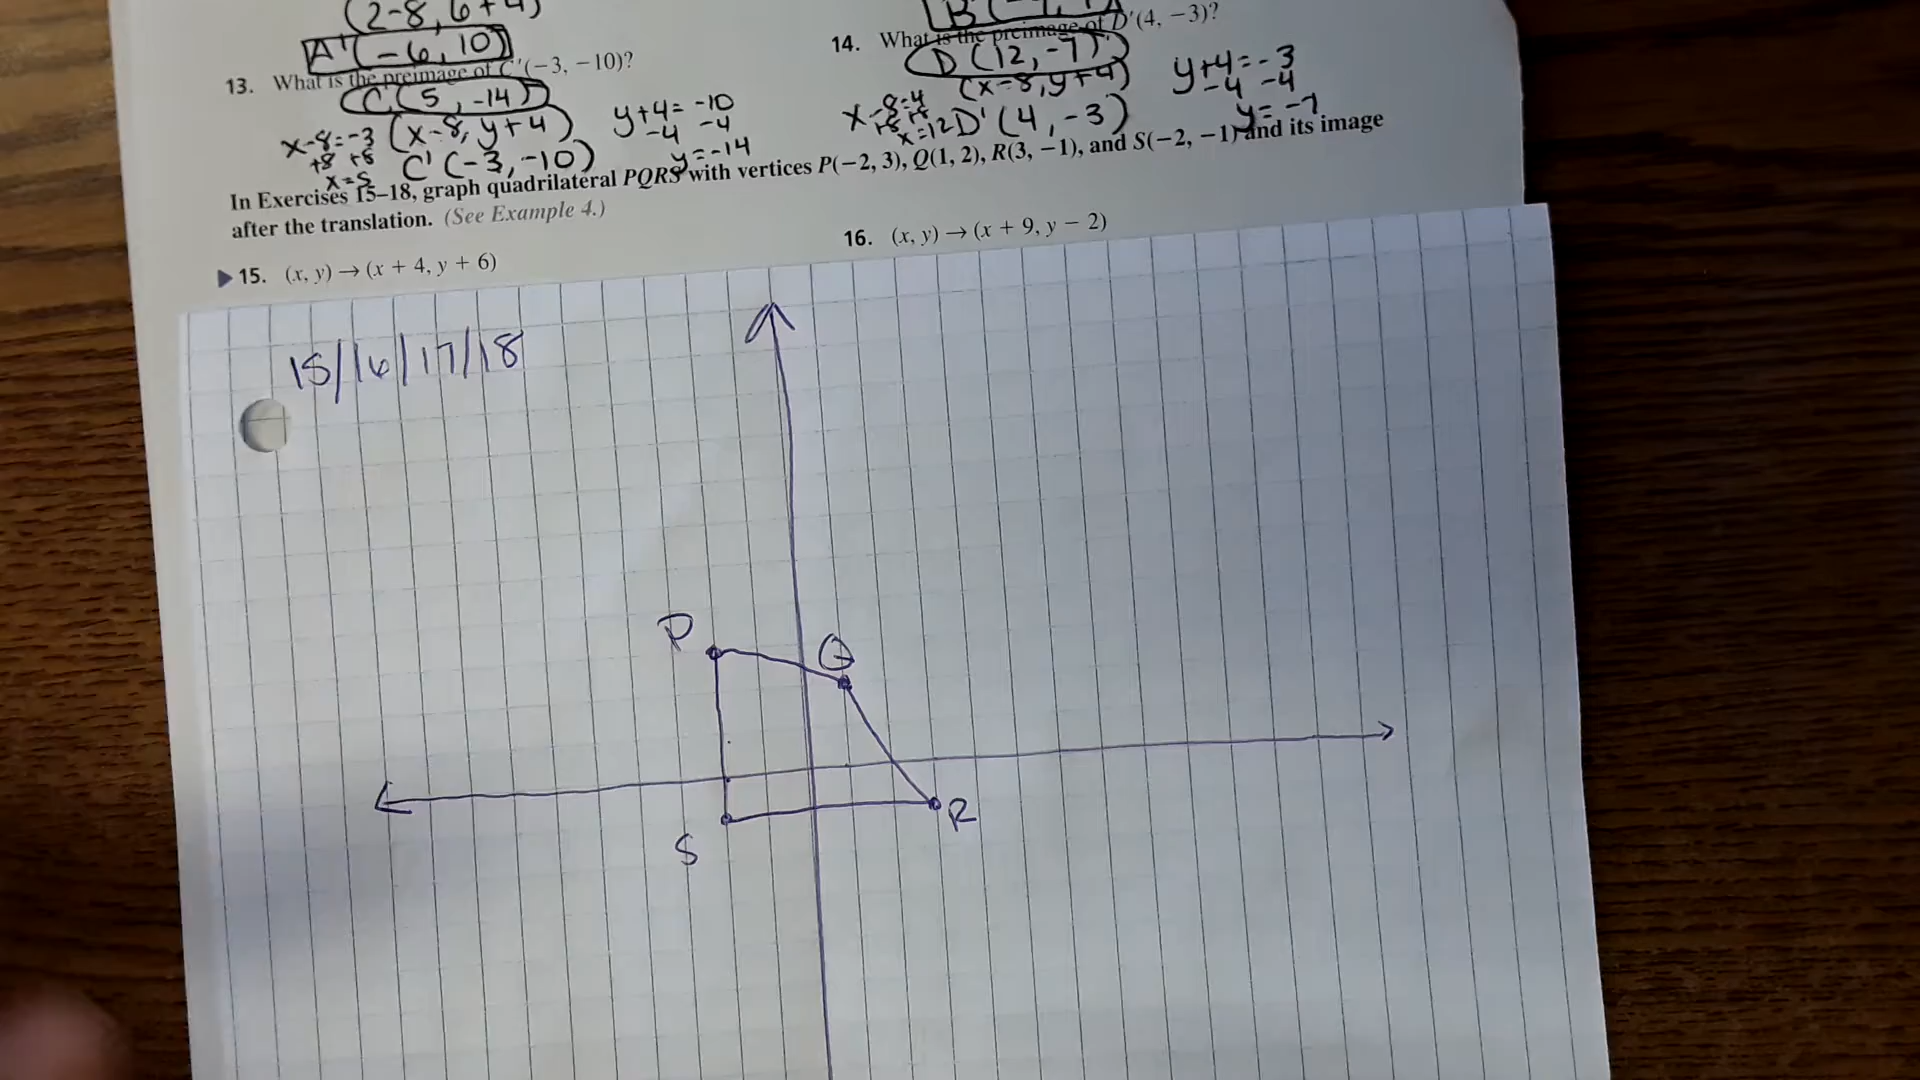 (2-8, 6+4)
A'(-6, 10)
B'
13. What is the preimage of C'(−3, −10)?
C(5, -14)
(x-8, y+4)
C'(-3, -10)
x-8=-3
+8 +8
x=5
y+4=-10
-4 -4
y=-14
14. What is the preimage of D'(4, −3)?
D(12, -7)
(x-8, y+4)
D'(4, -3)
x-8=4
+8 +8
x=12
y+4=-3
-4 -4
y=-7
In Exercises 15–18, graph quadrilateral PQRS with vertices P(−2, 3), Q(1, 2), R(3, −1), and S(−2, −1) and its image
after the translation. (See Example 4.)
15. (x, y) → (x + 4, y + 6)
16. (x, y) → (x + 9, y − 2)
15/16/17/18
P
Q
R
S